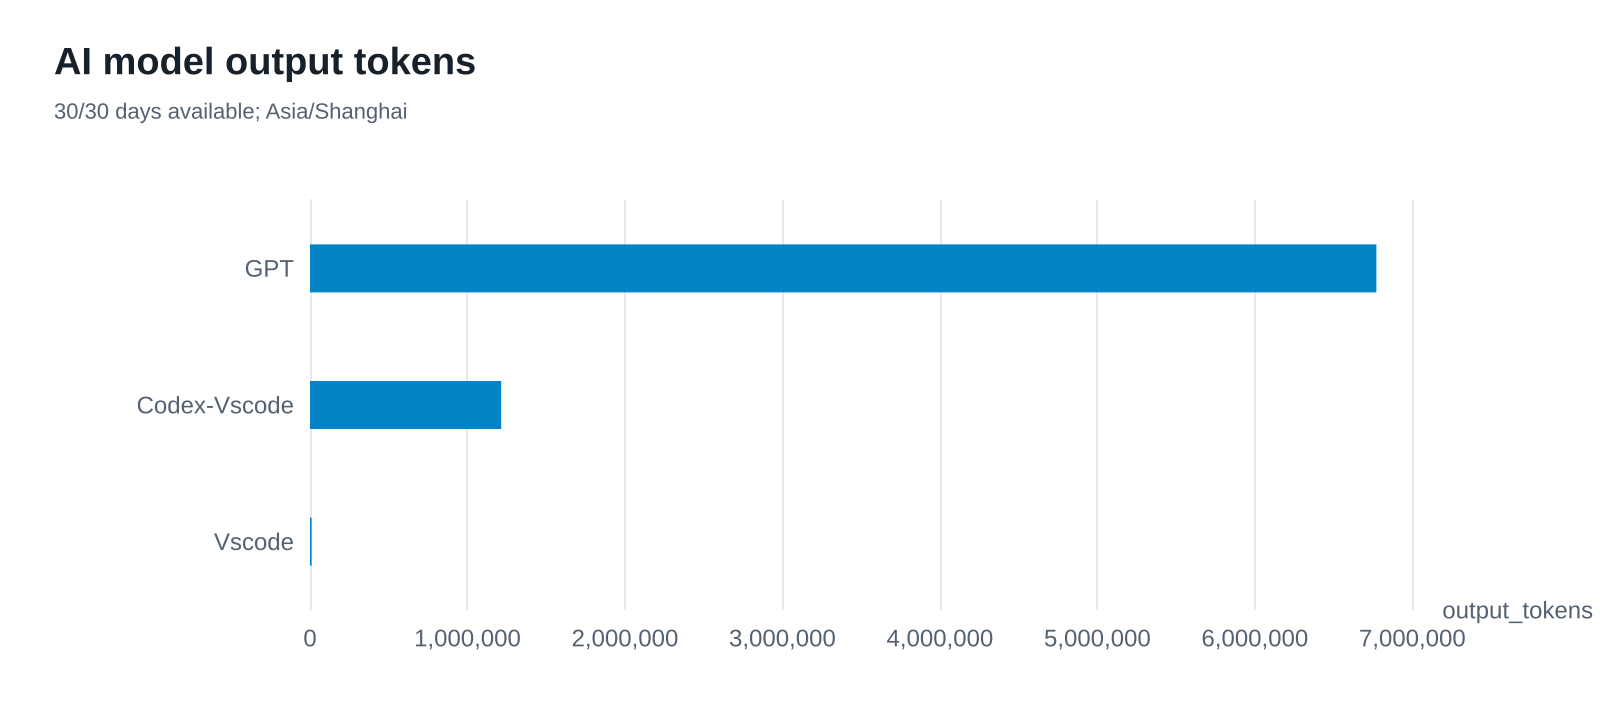 AI model output tokens
30/30 days available; Asia/Shanghai
GPT
Codex-Vscode
Vscode
output_tokens
0 1,000,000 2,000,000 3,000,000 4,000,000 5,000,000 6,000,000 7,000,000